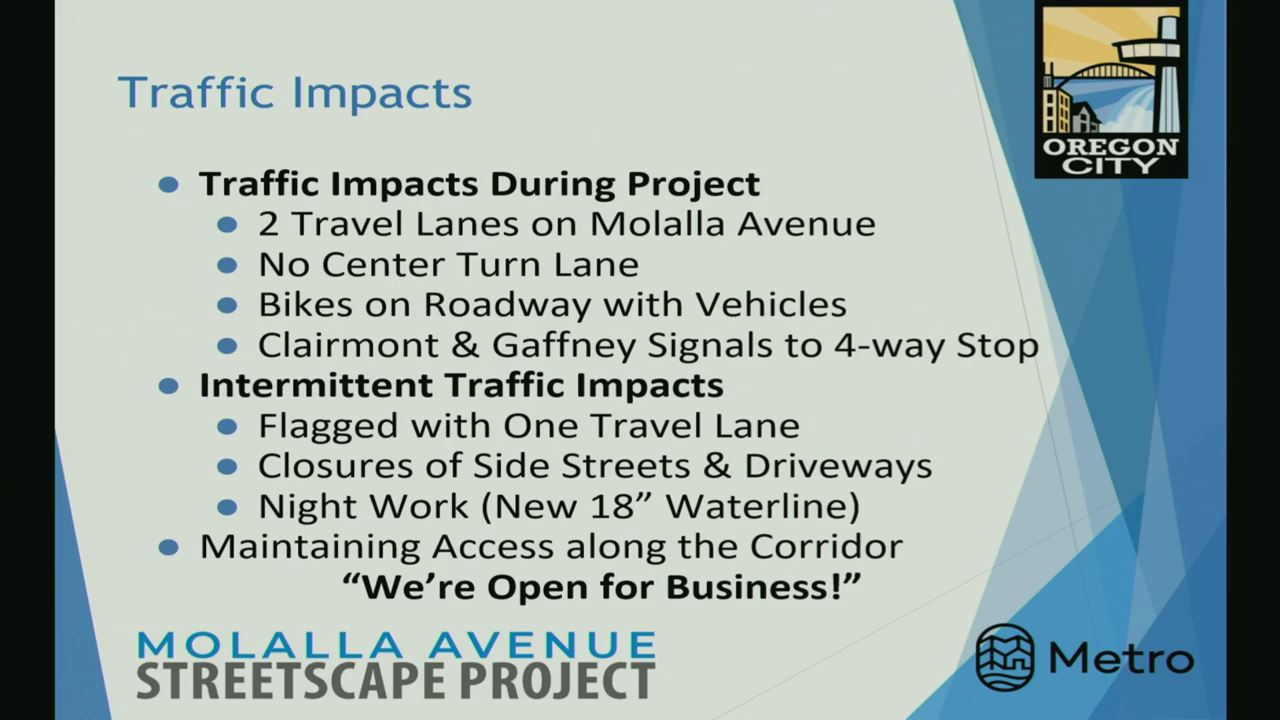 Traffic Impacts
OREGON
CITY
Traffic Impacts During Project
2 Travel Lanes on Molalla Avenue
No Center Turn Lane
Bikes on Roadway with Vehicles
Clairmont & Gaffney Signals to 4-way Stop
Intermittent Traffic Impacts
Flagged with One Travel Lane
Closures of Side Streets & Driveways
Night Work (New 18” Waterline)
Maintaining Access along the Corridor
“We’re Open for Business!”
MOLALLA AVENUE
STREETSCAPE PROJECT
Metro